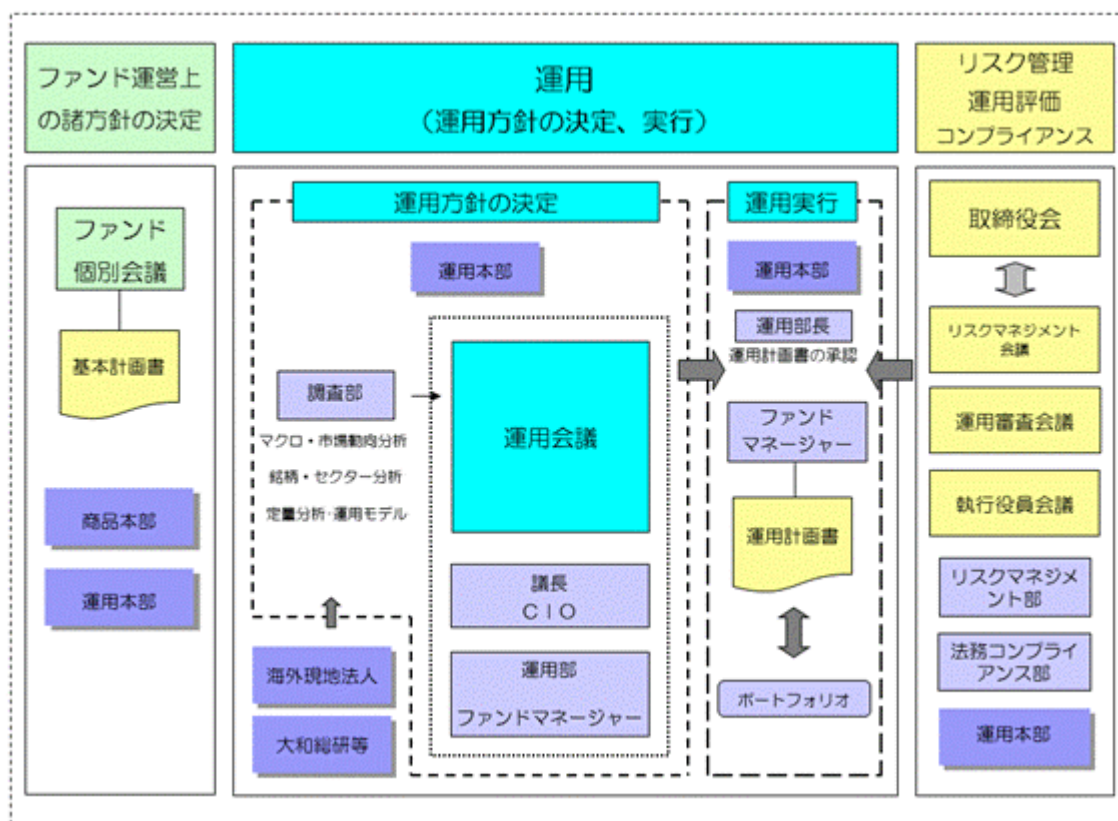 ファンド運営上
の諸方針の決定
運用
(運用方針の決定、実行)
リスク管理
運用評価
コンプライアンス
ファンド
個別会議
基本計画書
商品本部
運用本部
運用方針の決定
運用本部
調査部
マクロ・市場動向分析
銘柄・セクター分析
定量分析・運用モデル
海外現地法人
大和総研等
運用会議
議長
CIO
運用部
ファンドマネージャー
運用実行
運用本部
運用部長
運用計画書の承認
ファンド
マネージャー
運用計画書
ポートフォリオ
取締役会
リスクマネジメント
会議
運用審査会議
執行役員会議
リスクマネジメ
ント部
法務コンプライ
アンス部
運用本部